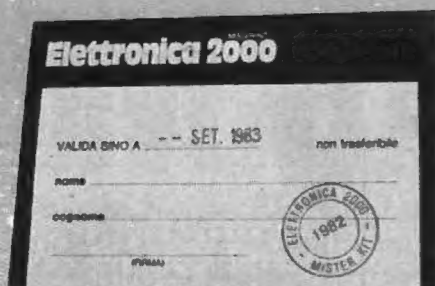 Elettronica 2000
VALIDA SINO A -- SET. 1983 non trasferibile
nome
cognome
ELETTRONICA 2000
1982
- MISTER KIT -
(firma)